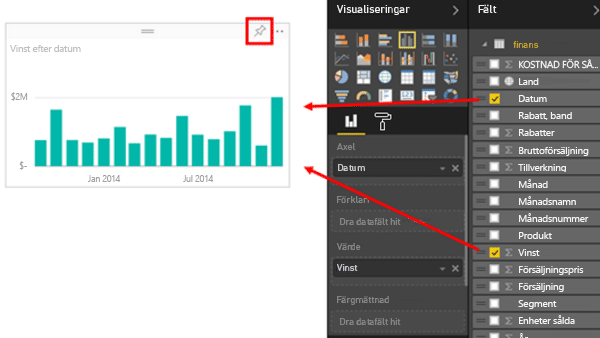 Vinst efter datum
$2M
$-
Jan 2014
Jul 2014
Visualiseringar
Axel
Datum
Förklari
Dra datafält hit
Värde
Vinst
Färgmättnad
Dra datafält hit
Fält
finans
KOSTNAD FÖR SÅ...
Land
Datum
Rabatt, band
Rabatter
Bruttoförsäljning
Tillverkning
Månad
Månadsnamn
Månadsnummer
Produkt
Vinst
Försäljningspris
Försäljning
Segment
Enheter sålda